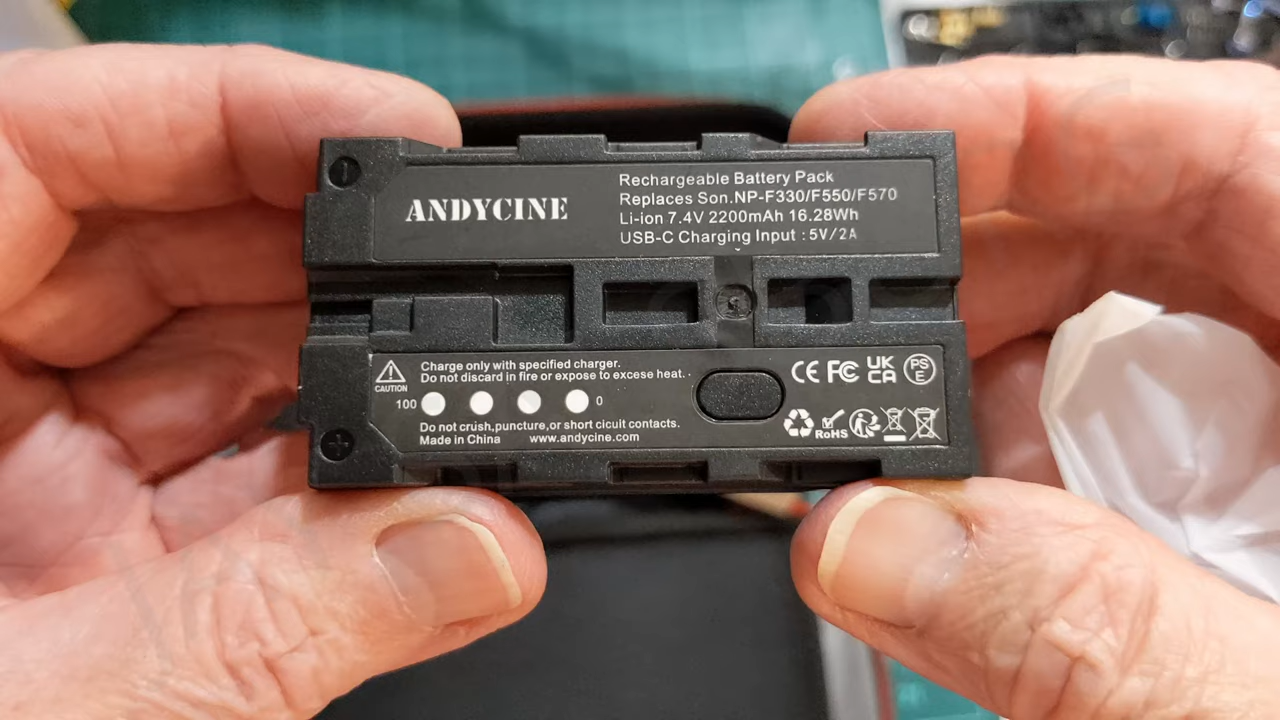 ANDYCINE
Rechargeable Battery Pack
Replaces Son.NP-F330/F550/F570
Li-ion 7.4V 2200mAh 16.28Wh
USB-C Charging Input : 5V/2A
CAUTION
Charge only with specified charger.
Do not discard in fire or expose to excese heat. .
100 0
Do not crush,puncture,or short cicuit contacts.
Made in China www.andycine.com
CE FC UK CA PS E
RoHS